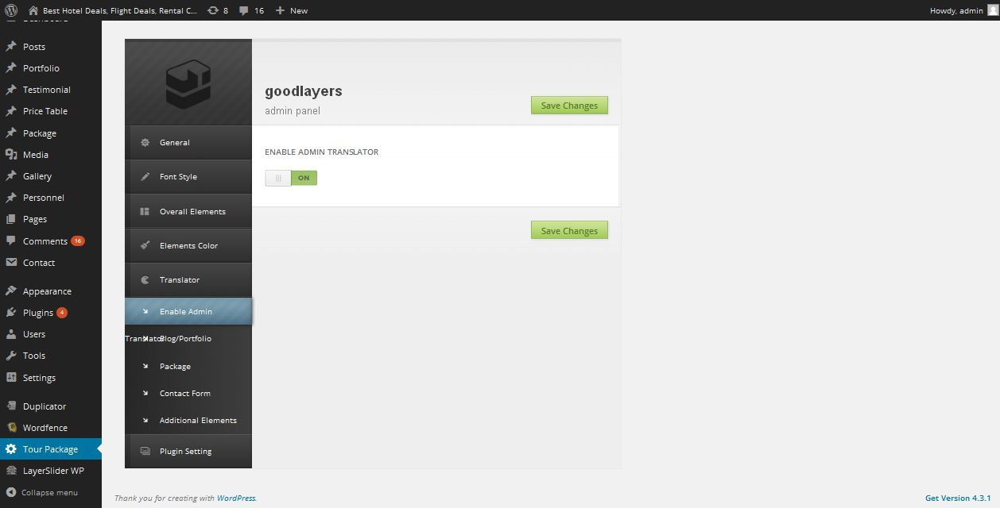 Best Hotel Deals, Flight Deals, Rental C... 8 16 New Howdy, admin
Dashboard
Posts
Portfolio
Testimonial
Price Table
Package
Media
Gallery
Personnel
Pages
Comments 16
Contact
Appearance
Plugins 4
Users
Tools
Settings
Duplicator
Wordfence
Tour Package
LayerSlider WP
Collapse menu
General
Font Style
Overall Elements
Elements Color
Translator
Enable Admin
Translator
Blog/Portfolio
Package
Contact Form
Additional Elements
Plugin Setting
goodlayers
admin panel
Save Changes
ENABLE ADMIN TRANSLATOR
ON
Save Changes
Thank you for creating with WordPress. Get Version 4.3.1